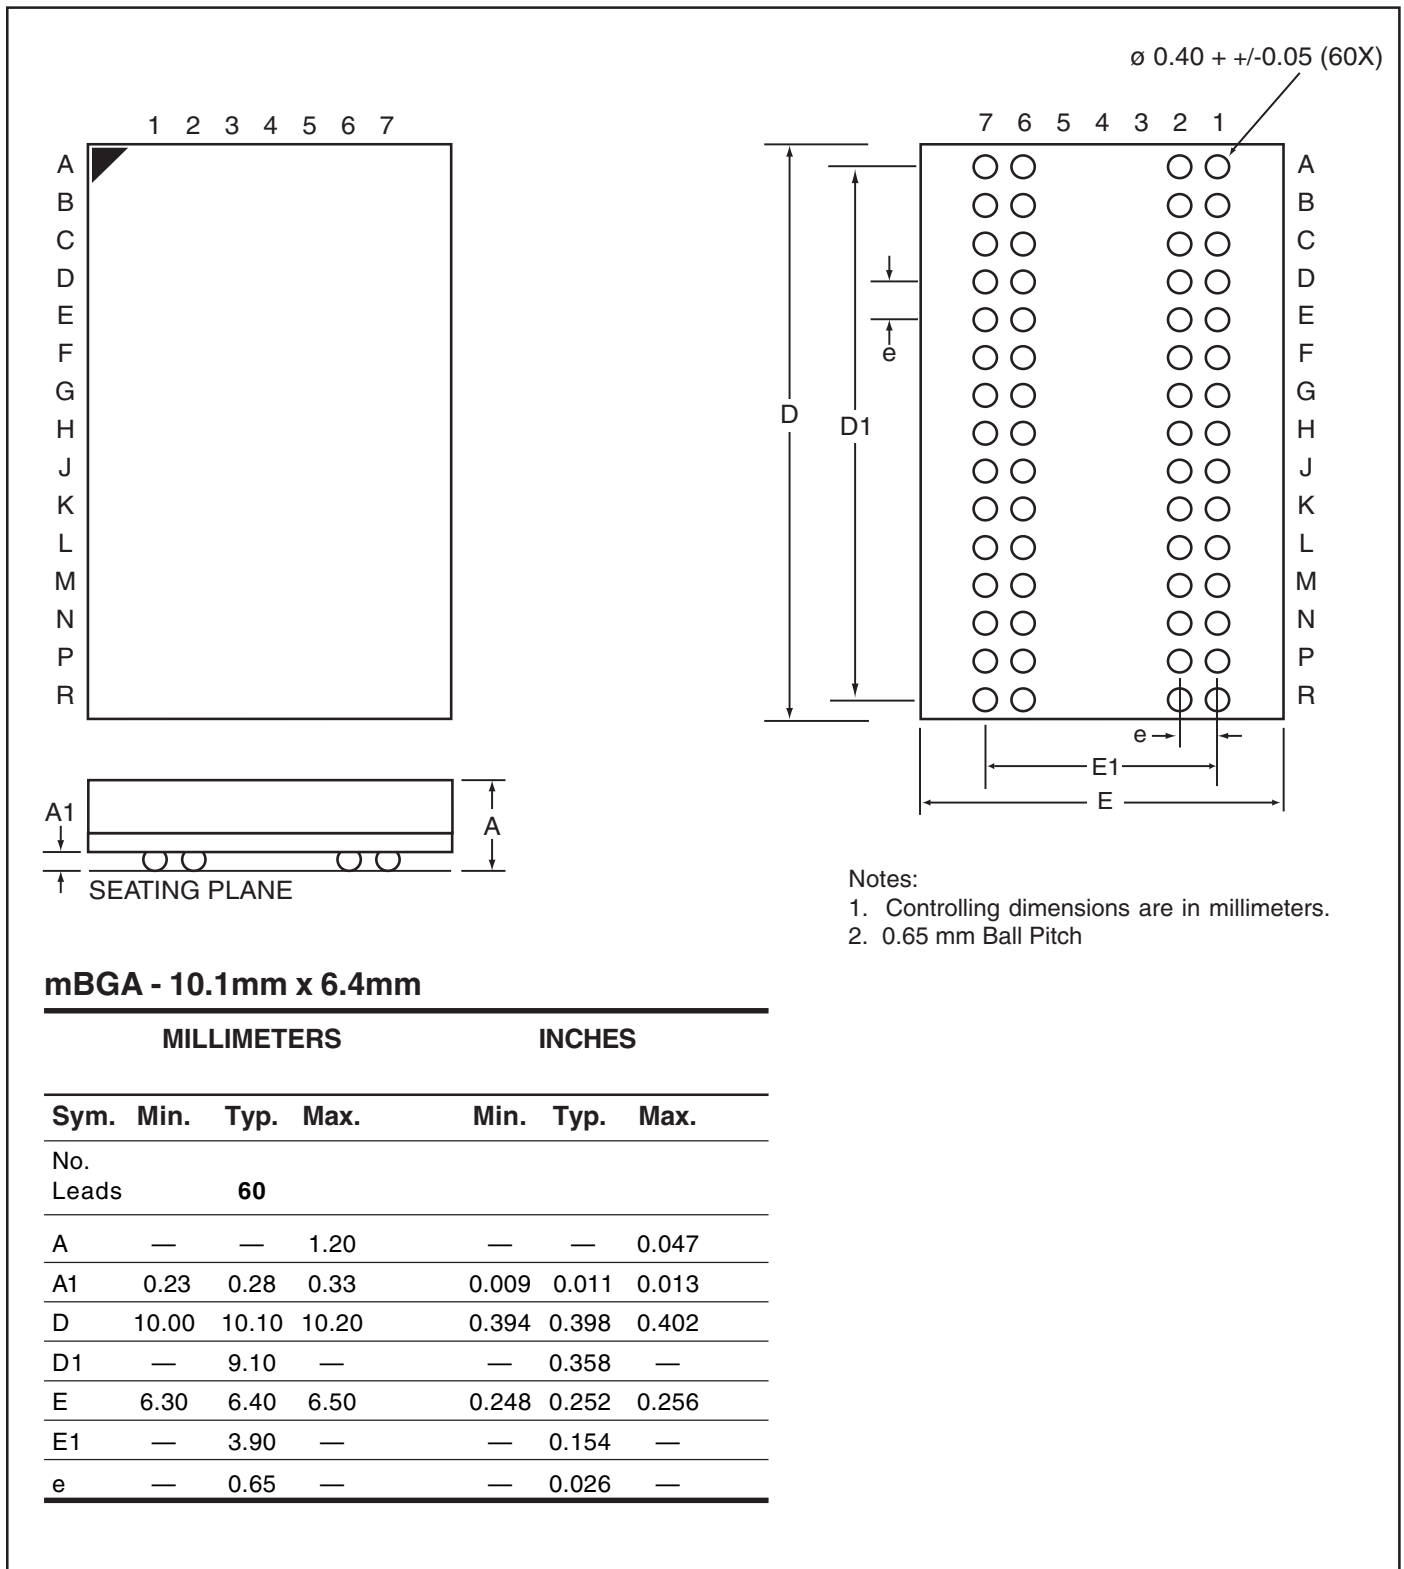 ø 0.40 + +/-0.05 (60X)
1 2 3 4 5 6 7
A
B
C
D
E
F
G
H
J
K
L
M
N
P
R
7 6 5 4 3 2 1
A
B
C
D
E
F
G
H
J
K
L
M
N
P
R
e
D
D1
e
E1
E
A1
A
SEATING PLANE
Notes:
1. Controlling dimensions are in millimeters.
2. 0.65 mm Ball Pitch
mBGA - 10.1mm x 6.4mm
MILLIMETERS INCHES
Sym. Min. Typ. Max. Min. Typ. Max.
No.
Leads 60
A — — 1.20 — — 0.047
A1 0.23 0.28 0.33 0.009 0.011 0.013
D 10.00 10.10 10.20 0.394 0.398 0.402
D1 — 9.10 — — 0.358 —
E 6.30 6.40 6.50 0.248 0.252 0.256
E1 — 3.90 — — 0.154 —
e — 0.65 — — 0.026 —